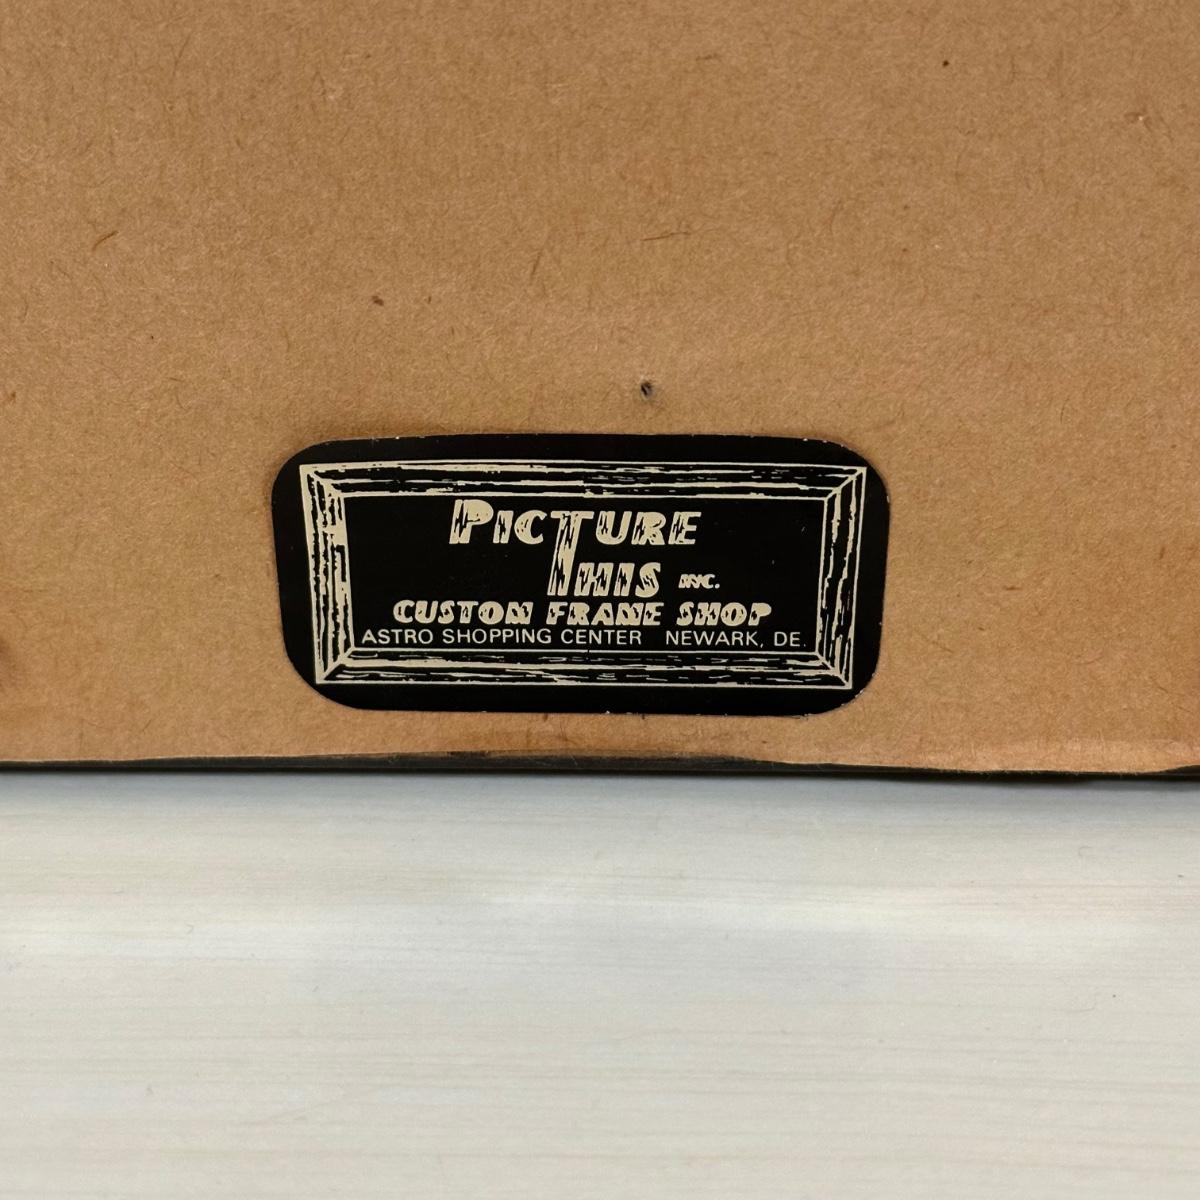 PICTURE
THIS INC.
CUSTOM FRAME SHOP
ASTRO SHOPPING CENTER NEWARK, DE.